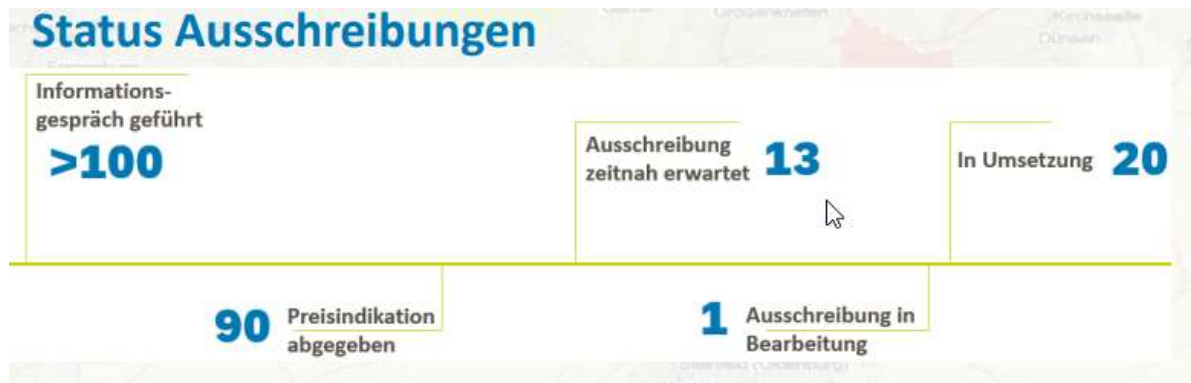 Status Ausschreibungen
Informations-
gespräch geführt
>100
Ausschreibung
zeitnah erwartet
13
In Umsetzung 20
90
Preisindikation
abgegeben
1
Ausschreibung in
Bearbeitung